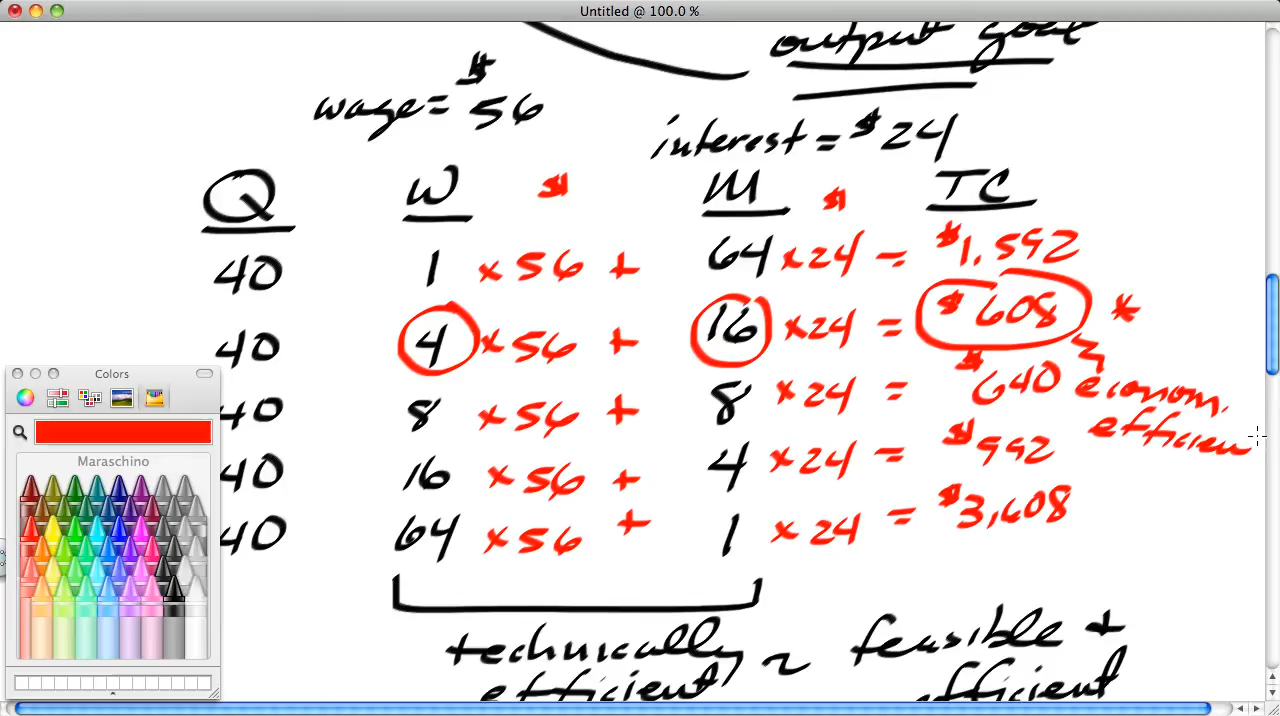 Untitled @ 100.0 %
output goal
wage = $56
interest = $24
Q W $ M $ TC
40 1 × 56 + 64 × 24 = $1,592
40 4 × 56 + 16 × 24 = $608 *
40 8 × 56 + 8 × 24 = $640 econom.
efficien
40 16 × 56 + 4 × 24 = $992
40 64 × 56 + 1 × 24 = $3,608
Colors
Maraschino
technically ~ feasible +
efficient efficient